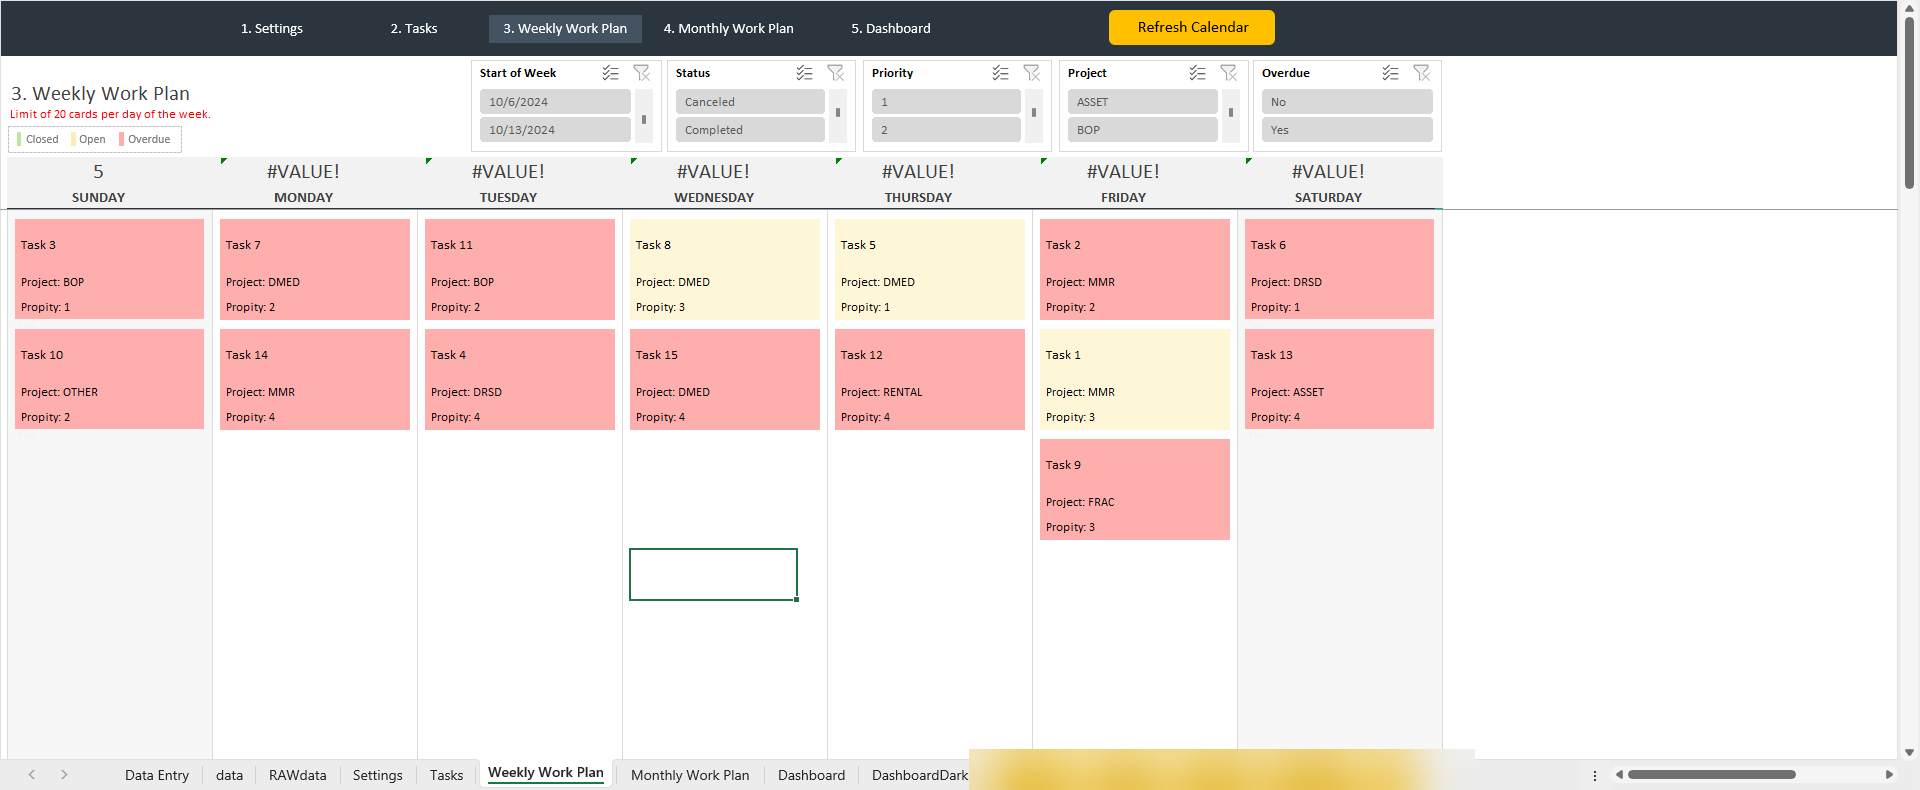 1. Settings
2. Tasks
3. Weekly Work Plan
4. Monthly Work Plan
5. Dashboard
Refresh Calendar
3. Weekly Work Plan
Limit of 20 cards per day of the week.
Closed
Open
Overdue
Start of Week
10/6/2024
10/13/2024
Status
Canceled
Completed
Priority
1
2
Project
ASSET
BOP
Overdue
No
Yes
5
SUNDAY
#VALUE!
MONDAY
#VALUE!
TUESDAY
#VALUE!
WEDNESDAY
#VALUE!
THURSDAY
#VALUE!
FRIDAY
#VALUE!
SATURDAY
Task 3
Project: BOP
Propity: 1
Task 10
Project: OTHER
Propity: 2
Task 7
Project: DMED
Propity: 2
Task 14
Project: MMR
Propity: 4
Task 11
Project: BOP
Propity: 2
Task 4
Project: DRSD
Propity: 4
Task 8
Project: DMED
Propity: 3
Task 15
Project: DMED
Propity: 4
Task 5
Project: DMED
Propity: 1
Task 12
Project: RENTAL
Propity: 4
Task 2
Project: MMR
Propity: 2
Task 1
Project: MMR
Propity: 3
Task 9
Project: FRAC
Propity: 3
Task 6
Project: DRSD
Propity: 1
Task 13
Project: ASSET
Propity: 4
Data Entry
data
RAWdata
Settings
Tasks
Weekly Work Plan
Monthly Work Plan
Dashboard
DashboardDark